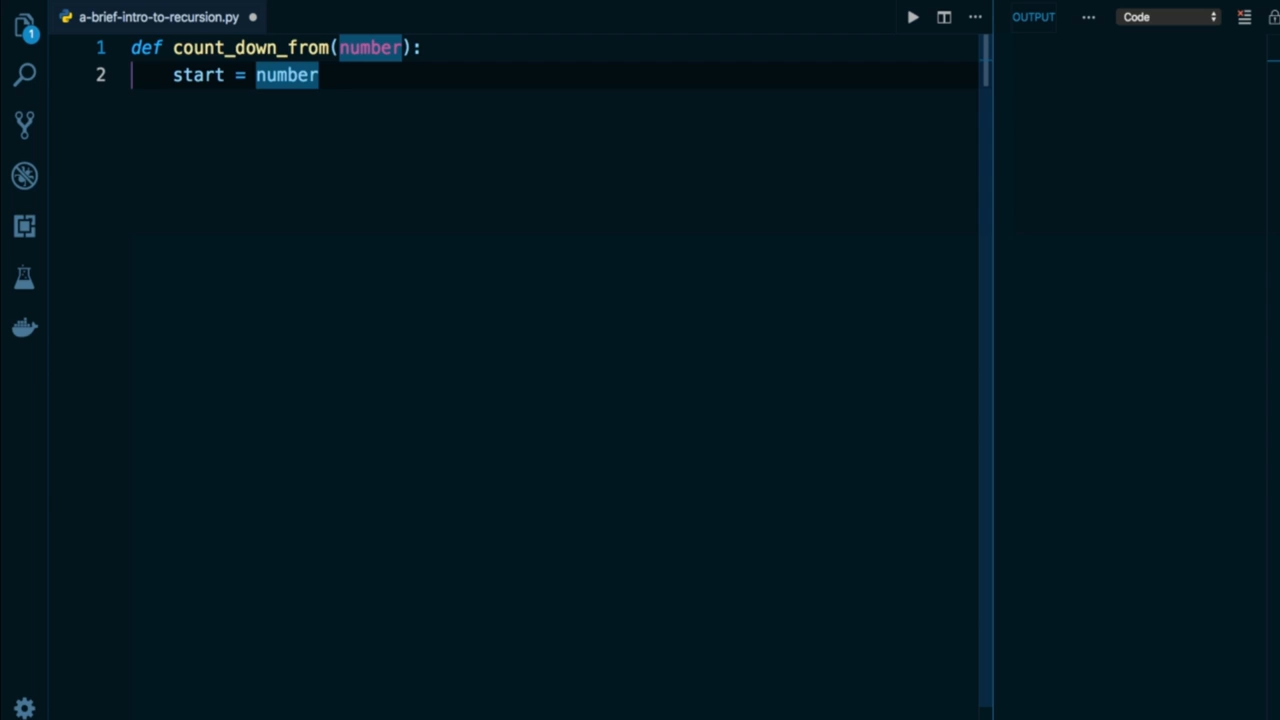 a-brief-intro-to-recursion.py
OUTPUT
Code
1
1 def count_down_from(number):
2 start = number